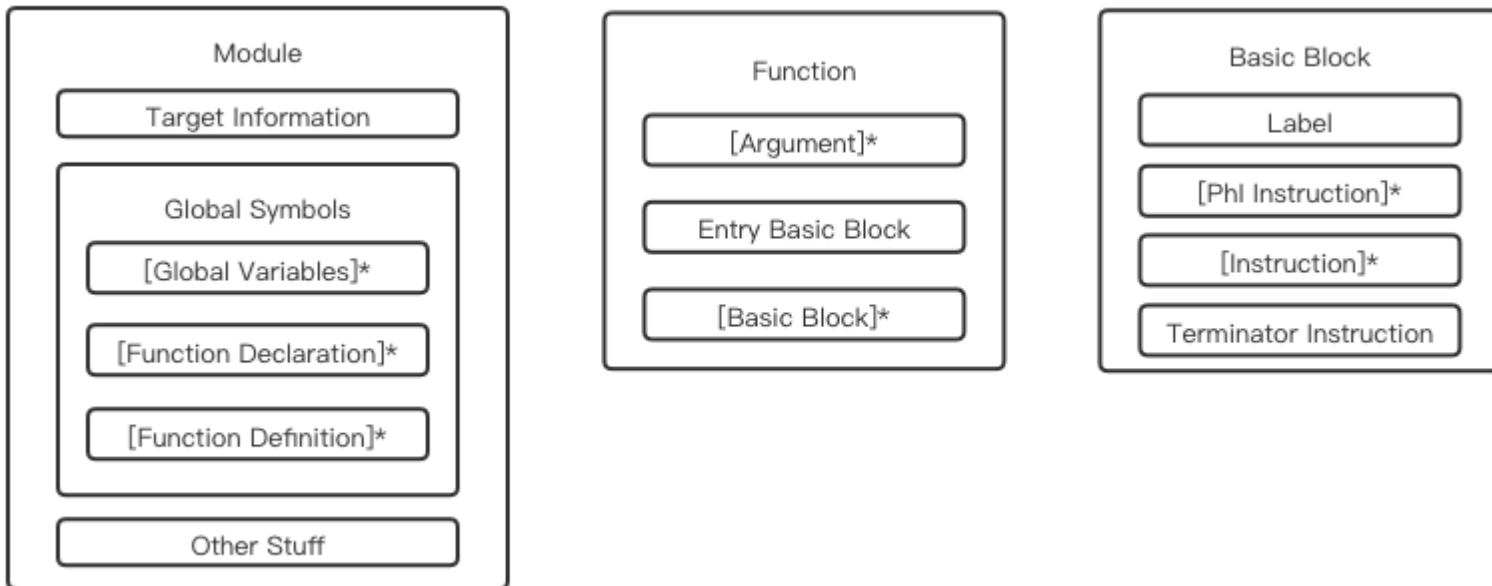 Module
Target Information
Global Symbols
[Global Variables]*
[Function Declaration]*
[Function Definition]*
Other Stuff
Function
[Argument]*
Entry Basic Block
[Basic Block]*
Basic Block
Label
[PhI Instruction]*
[Instruction]*
Terminator Instruction